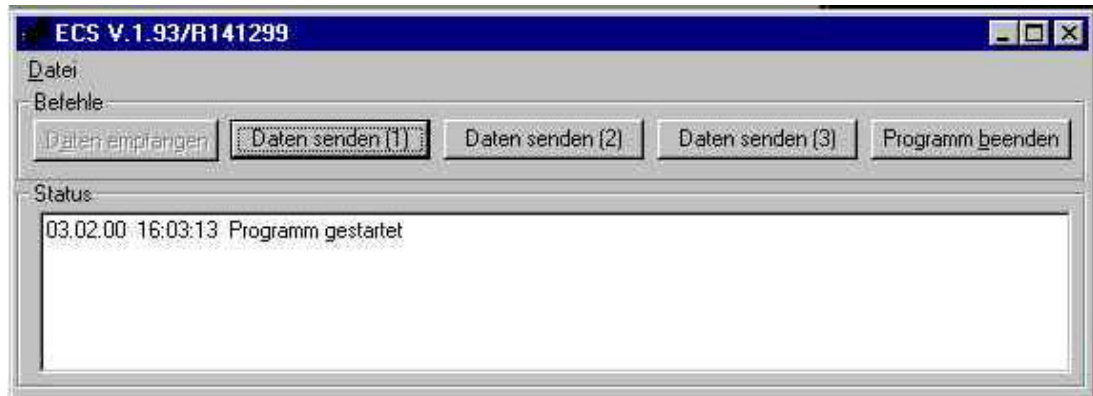 ECS V.1.93/R141299
Datei
Befehle
Daten empfangen Daten senden (1) Daten senden (2) Daten senden (3) Programm beenden
Status
03.02.00 16:03:13 Programm gestartet